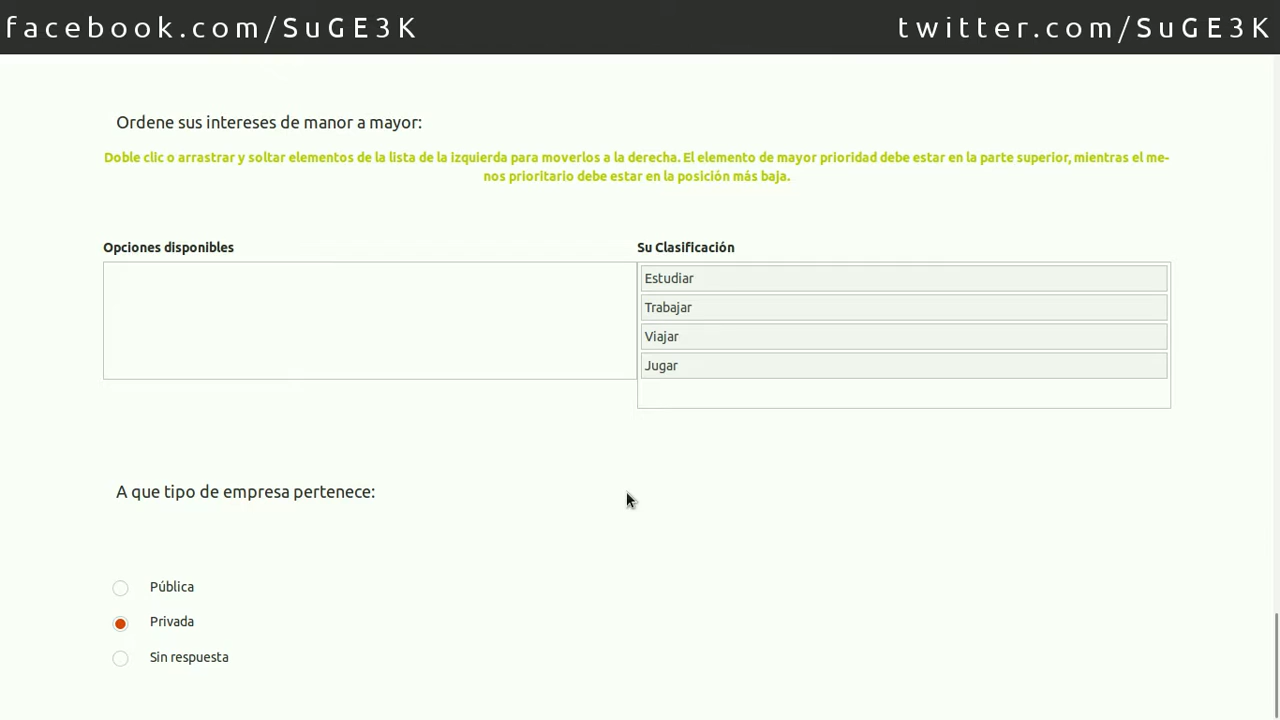 facebook.com/SuGE3K
twitter.com/SuGE3K
Ordene sus intereses de manor a mayor:
Doble clic o arrastrar y soltar elementos de la lista de la izquierda para moverlos a la derecha. El elemento de mayor prioridad debe estar en la parte superior, mientras el me-
nos prioritario debe estar en la posición más baja.
Opciones disponibles
Su Clasificación
Estudiar
Trabajar
Viajar
Jugar
A que tipo de empresa pertenece:
Pública
Privada
Sin respuesta